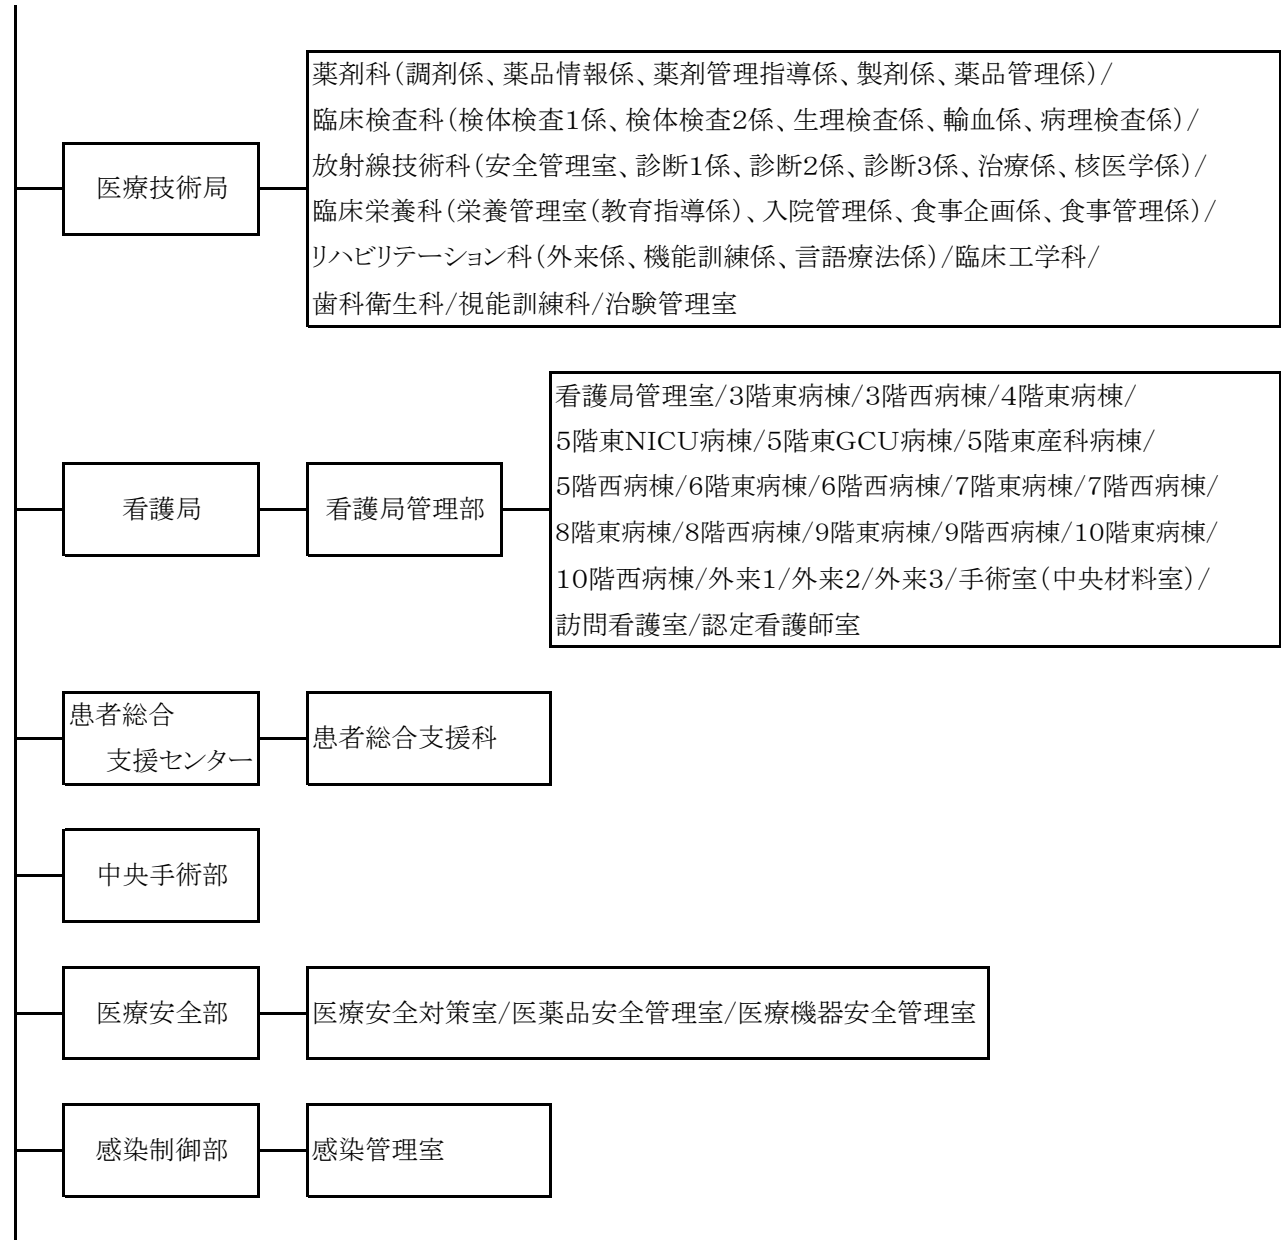 薬剤科(調剤係、薬品情報係、薬剤管理指導係、製剤係、薬品管理係)/
臨床検査科(検体検査1係、検体検査2係、生理検査係、輸血係、病理検査係)/
医療技術局
放射線技術科(安全管理室、診断1係、診断2係、診断3係、治療係、核医学係)/
臨床栄養科(栄養管理室(教育指導係)、入院管理係、食事企画係、食事管理係)/
リハビリテーション科(外来係、機能訓練係、言語療法係)/臨床工学科/
歯科衛生科/視能訓練科/治験管理室
看護局
看護局管理部
看護局管理室/3階東病棟/3階西病棟/4階東病棟/
5階東NICU病棟/5階東GCU病棟/5階東産科病棟/
5階西病棟/6階東病棟/6階西病棟/7階東病棟/7階西病棟/
8階東病棟/8階西病棟/9階東病棟/9階西病棟/10階東病棟/
10階西病棟/外来1/外来2/外来3/手術室(中央材料室)/
訪問看護室/認定看護師室
患者総合
支援センター
患者総合支援科
中央手術部
医療安全部
医療安全対策室/医薬品安全管理室/医療機器安全管理室
感染制御部
感染管理室